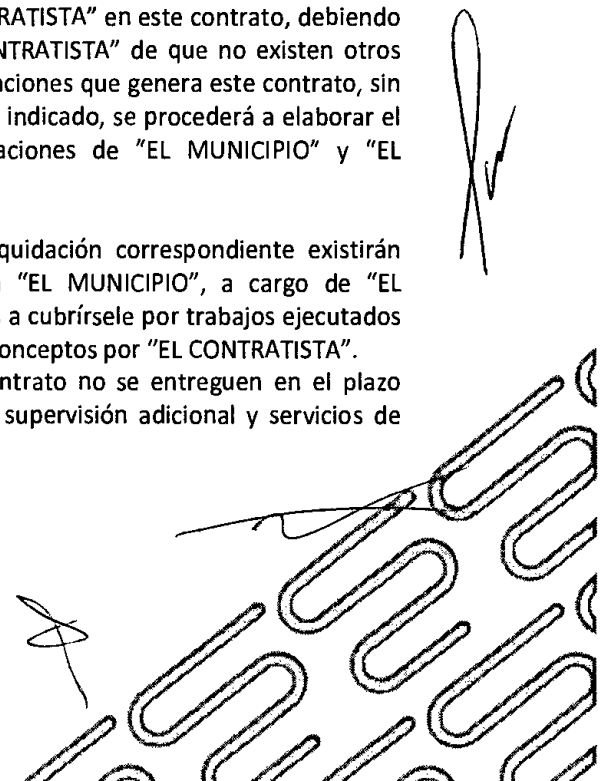 RATISTA" en este contrato, debiendo
NTRATISTA" de que no existen otros
aciones que genera este contrato, sin
indicado, se procederá a elaborar el
aciones de "EL MUNICIPIO" y "EL
quidación correspondiente existirán
"EL MUNICIPIO", a cargo de "EL
a cubrírsele por trabajos ejecutados
onceptos por "EL CONTRATISTA".
ntrato no se entreguen en el plazo
supervisión adicional y servicios de